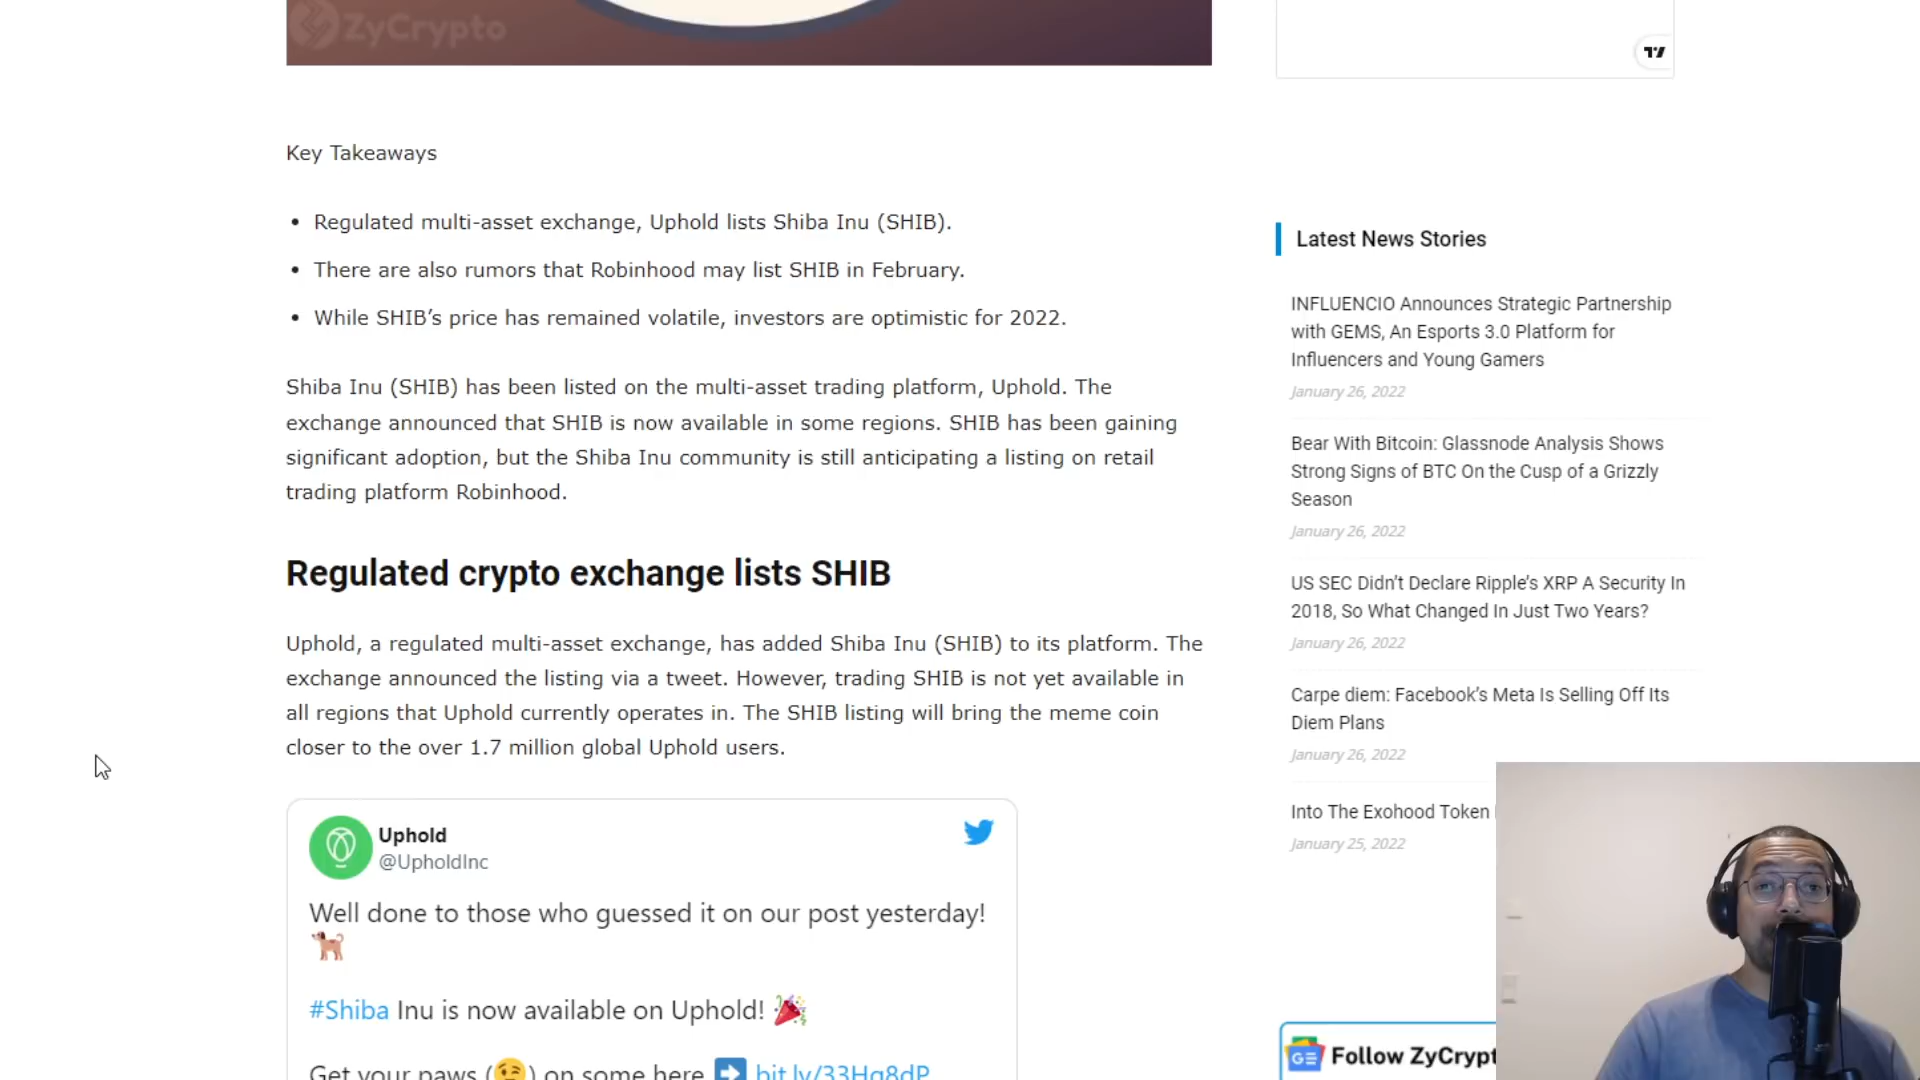 ZyCrypto
Key Takeaways
• Regulated multi-asset exchange, Uphold lists Shiba Inu (SHIB).
• There are also rumors that Robinhood may list SHIB in February.
• While SHIB’s price has remained volatile, investors are optimistic for 2022.
Shiba Inu (SHIB) has been listed on the multi-asset trading platform, Uphold. The
exchange announced that SHIB is now available in some regions. SHIB has been gaining
significant adoption, but the Shiba Inu community is still anticipating a listing on retail
trading platform Robinhood.
Regulated crypto exchange lists SHIB
Uphold, a regulated multi-asset exchange, has added Shiba Inu (SHIB) to its platform. The
exchange announced the listing via a tweet. However, trading SHIB is not yet available in
all regions that Uphold currently operates in. The SHIB listing will bring the meme coin
closer to the over 1.7 million global Uphold users.
Uphold
@UpholdInc
Well done to those who guessed it on our post yesterday!
🐕
#Shiba Inu is now available on Uphold! 🎉
Get your paws (😉) on some here ➡️ bit.ly/33Hq8dP
Latest News Stories
INFLUENCIO Announces Strategic Partnership
with GEMS, An Esports 3.0 Platform for
Influencers and Young Gamers
January 26, 2022
Bear With Bitcoin: Glassnode Analysis Shows
Strong Signs of BTC On the Cusp of a Grizzly
Season
January 26, 2022
US SEC Didn’t Declare Ripple’s XRP A Security In
2018, So What Changed In Just Two Years?
January 26, 2022
Carpe diem: Facebook’s Meta Is Selling Off Its
Diem Plans
January 26, 2022
Into The Exohood Token
January 25, 2022
GE Follow ZyCrypt